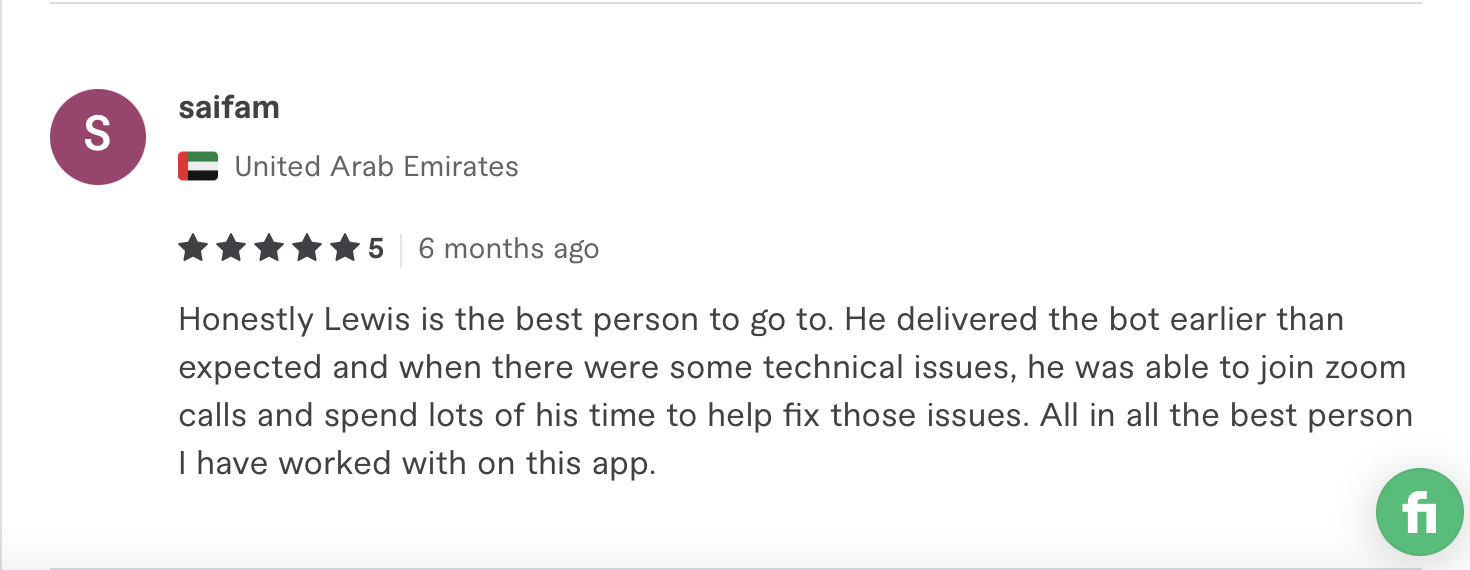 S
saifam
United Arab Emirates
5 6 months ago
Honestly Lewis is the best person to go to. He delivered the bot earlier than
expected and when there were some technical issues, he was able to join zoom
calls and spend lots of his time to help fix those issues. All in all the best person
I have worked with on this app.
fi